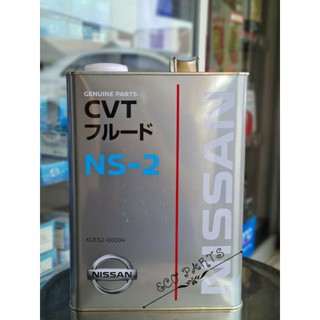 GENUINE PARTS
CVT
フルード
NS-2
KLE52-00004
NISSAN
NISSAN
ECO PARTS